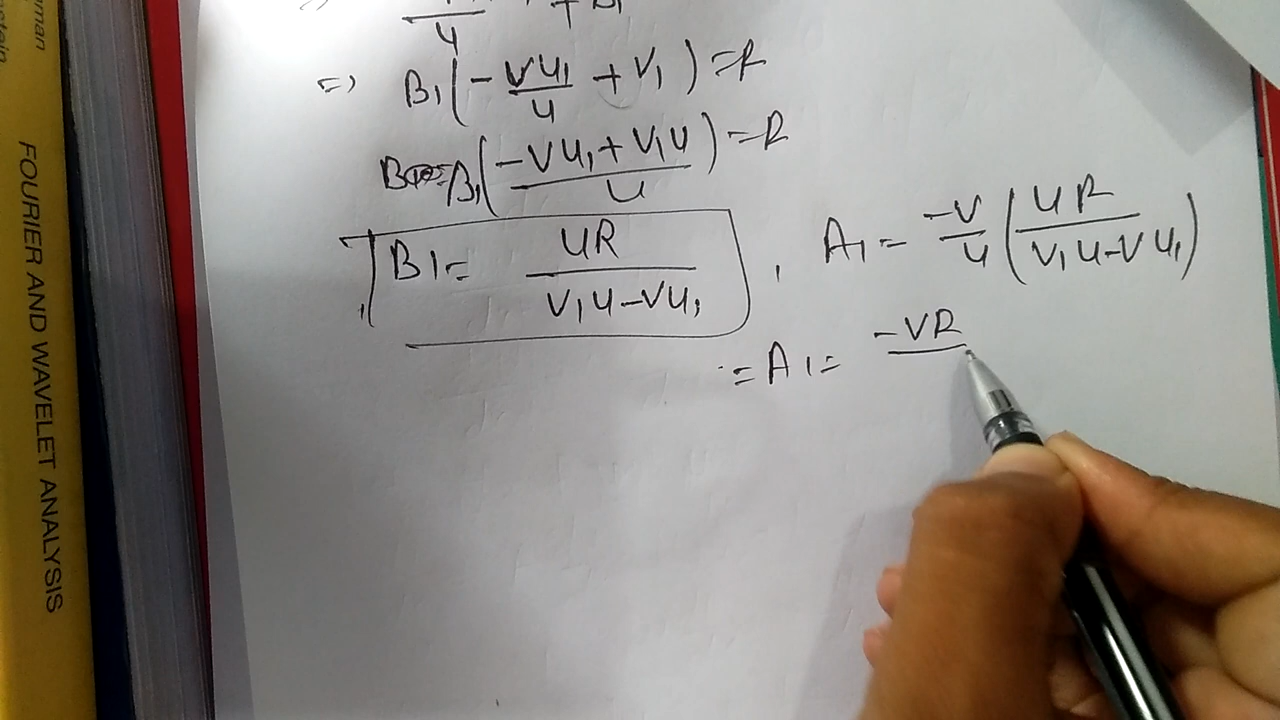 ⇒ B₁(-vu₁/u + v₁) = R
B₁(-vu₁ + v₁u/u) = R
B₁ = uR/v₁u - vu₁ , A₁ = -v/u (uR/v₁u - vu₁)
= A₁ = -vR
FOURIER AND WAVELET ANALYSIS